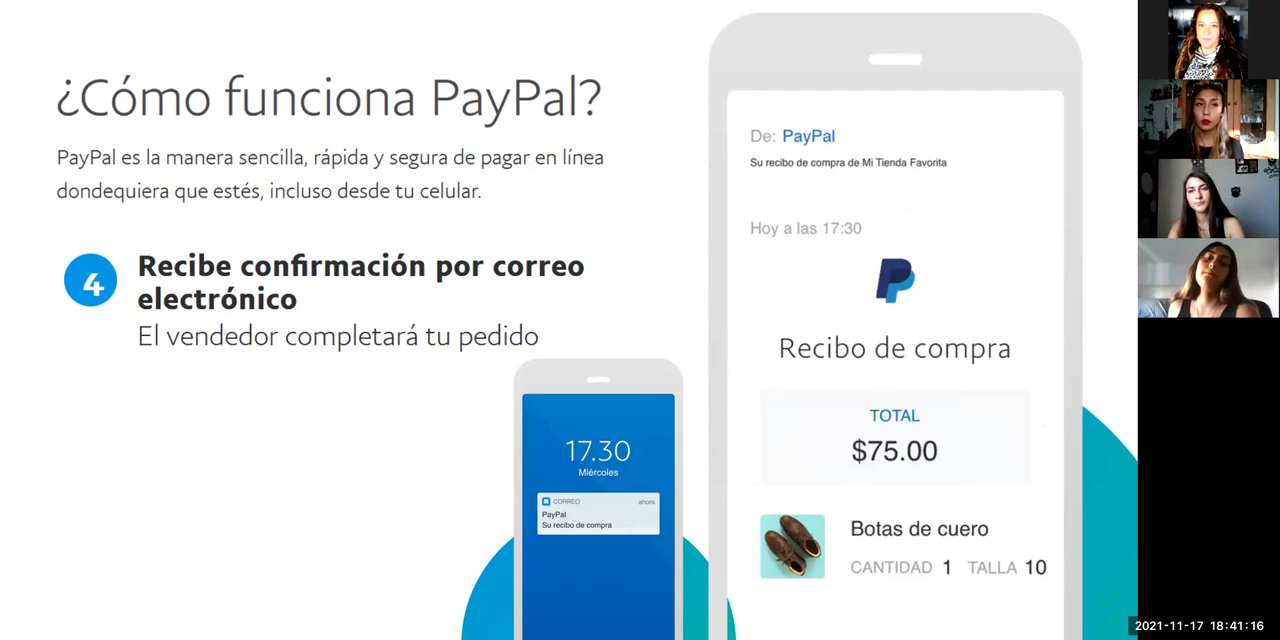 ¿Cómo funciona PayPal?
PayPal es la manera sencilla, rápida y segura de pagar en línea
dondequiera que estés, incluso desde tu celular.
4
Recibe confirmación por correo
electrónico
El vendedor completará tu pedido
17.30
Miércoles
CORREO ahora
PayPal
Su recibo de compra
De: PayPal
Su recibo de compra de Mi Tienda Favorita
Hoy a las 17:30
Recibo de compra
TOTAL
$75.00
Botas de cuero
CANTIDAD 1 TALLA 10
2021-11-17 18:41:16